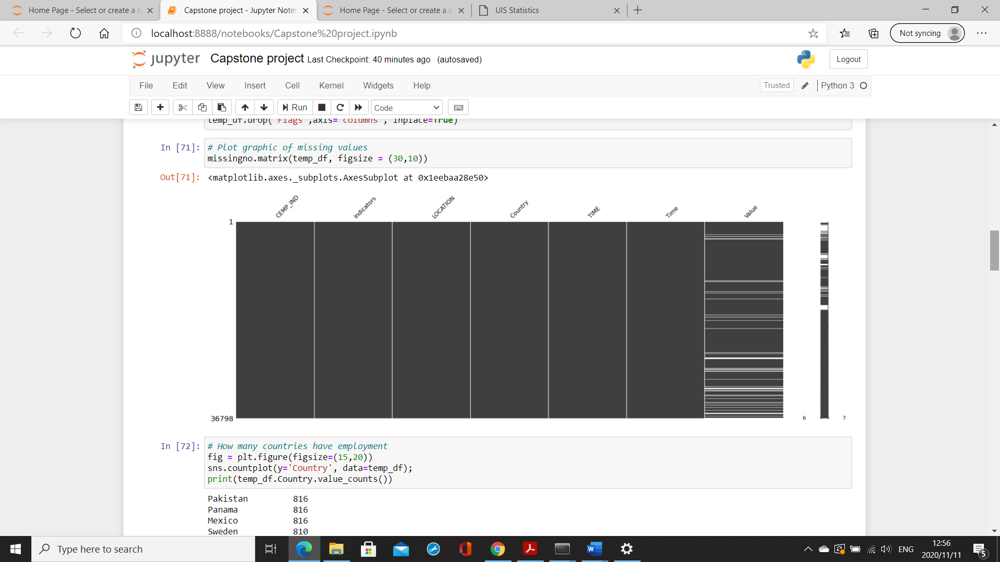 Home Page - Select or create a n
Capstone project - Jupyter Note
Home Page - Select or create a n
UIS Statistics
localhost:8888/notebooks/Capstone%20project.ipynb
Not syncing
jupyter Capstone project Last Checkpoint: 40 minutes ago (autosaved)
Logout
File Edit View Insert Cell Kernel Widgets Help
Trusted
Python 3
Run
Code
temp_df.drop('Flags',axis='columns', inplace=True)
In [71]: # Plot graphic of missing values
missingno.matrix(temp_df, figsize = (30,10))
Out[71]: <matplotlib.axes._subplots.AxesSubplot at 0x1eebaa28e50>
CEMP_IND Indicators LOCATION Country TIME Time Value
1
36798
6 7
In [72]: # How many countries have employment
fig = plt.figure(figsize=(15,20))
sns.countplot(y='Country', data=temp_df);
print(temp_df.Country.value_counts())
Pakistan 816
Panama 816
Mexico 816
Sweden 810
Type here to search
ENG
12:56
2020/11/11
5